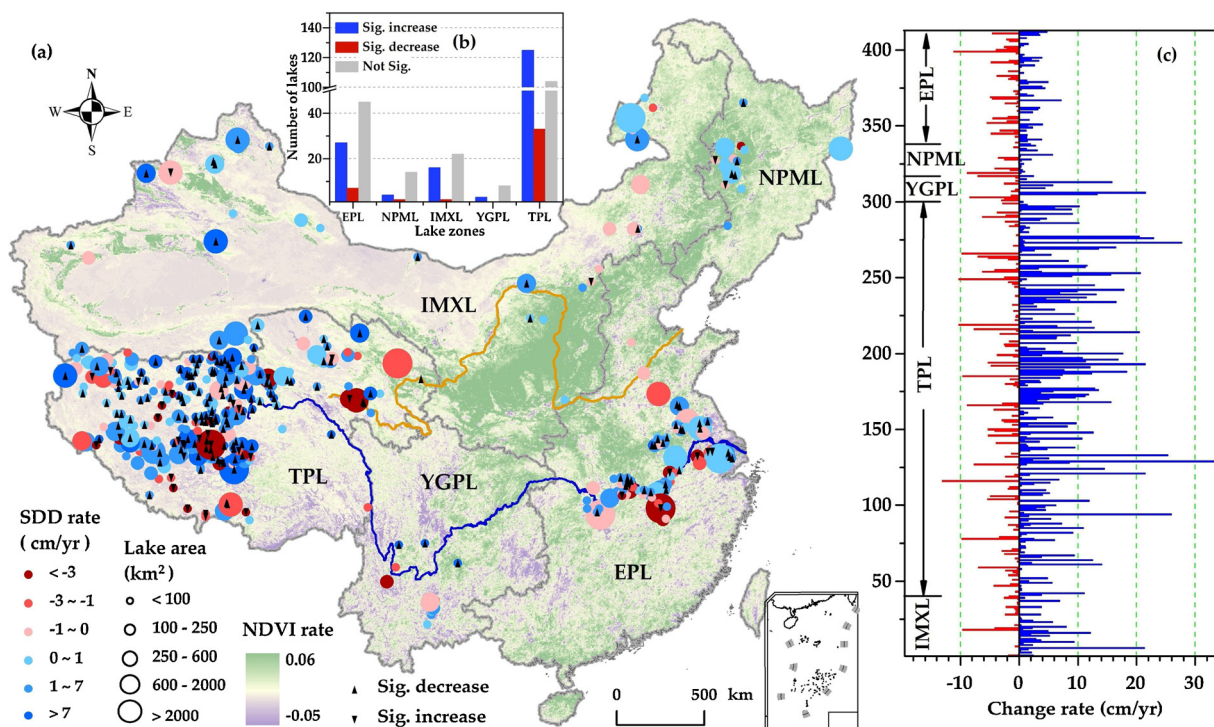 (a)
N
W
E
S
Sig. increase
Sig. decrease
Not Sig.
(b)
Number of lakes
140
120
100
40
20
EPL
NPML
IMXL
YGPL
TPL
Lake zones
NPML
IMXL
TPL
YGPL
EPL
SDD rate
( cm/yr )
< -3
-3 ~ -1
-1 ~ 0
0 ~ 1
1 ~ 7
> 7
Lake area
(km²)
< 100
100 - 250
250 - 600
600 - 2000
> 2000
NDVI rate
0.06
-0.05
Sig. decrease
Sig. increase
0
500 km
(c)
400
350
300
250
200
150
100
50
EPL
NPML
YGPL
TPL
IMXL
-10
0
10
20
30
Change rate (cm/yr)